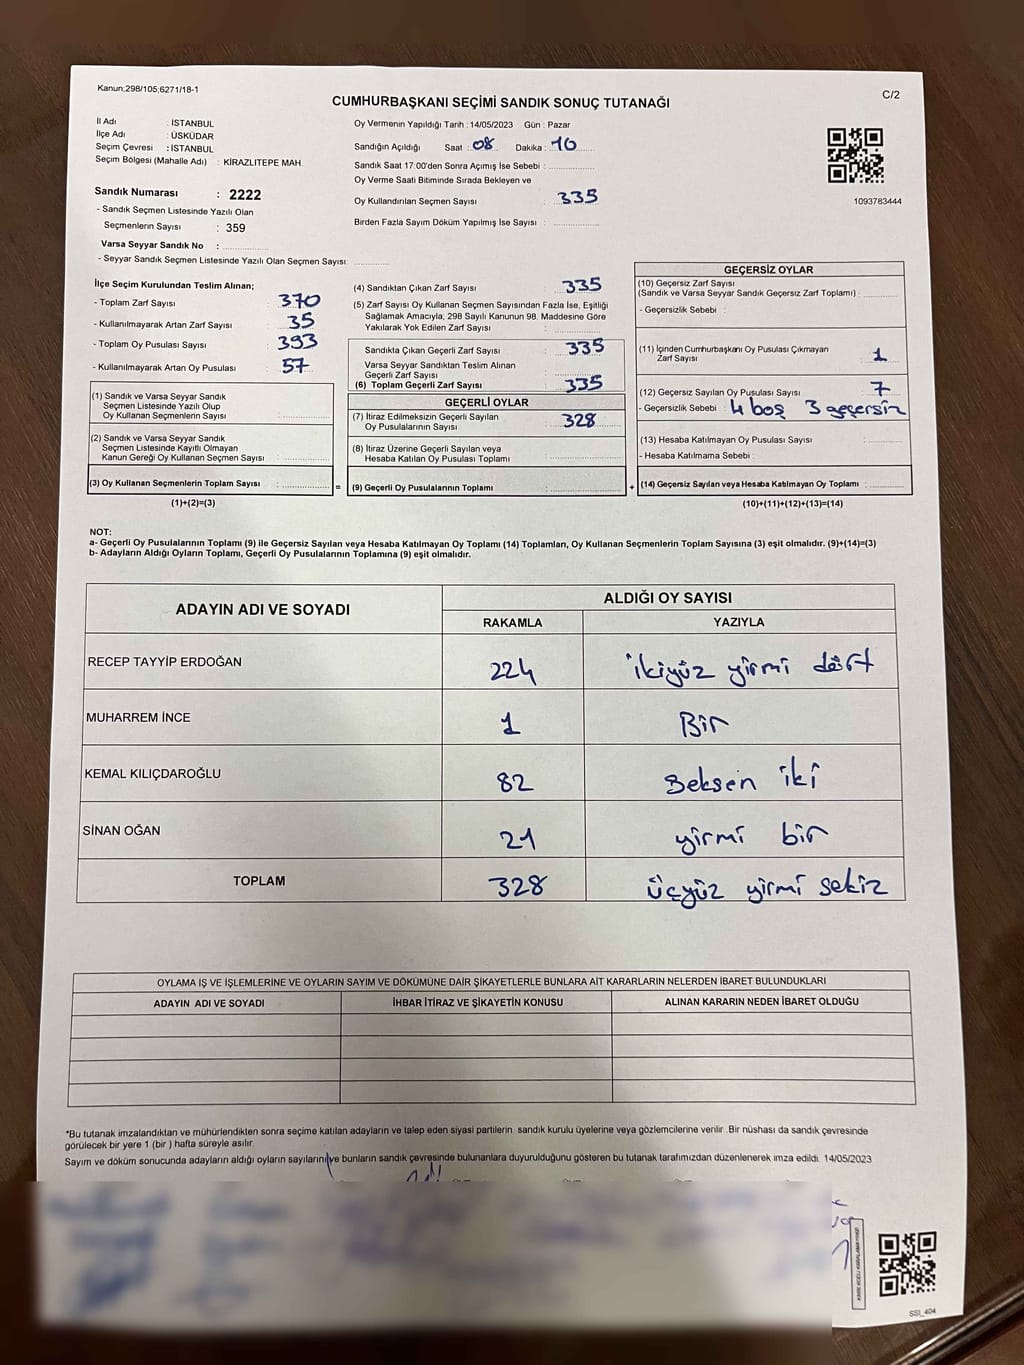 Kanun;298/105;6271/18-1
CUMHURBAŞKANI SEÇİMİ SANDIK SONUÇ TUTANAĞI
C/2
İl Adı : İSTANBUL
İlçe Adı : ÜSKÜDAR
Seçim Çevresi : İSTANBUL
Seçim Bölgesi (Mahalle Adı) : KİRAZLITEPE MAH.
Sandık Numarası : 2222
- Sandık Seçmen Listesinde Yazılı Olan
Seçmenlerin Sayısı : 359
Varsa Seyyar Sandık No :
- Seyyar Sandık Seçmen Listesinde Yazılı Olan Seçmen Sayısı:
Oy Vermenin Yapıldığı Tarih : 14/05/2023 Gün : Pazar
Sandığın Açıldığı Saat : 08 Dakika : 10
Sandık Saat 17:00'den Sonra Açılmış İse Sebebi :
Oy Verme Saati Bitiminde Sırada Bekleyen ve
Oy Kullandırılan Seçmen Sayısı : 335
Birden Fazla Sayım Döküm Yapılmış İse Sayısı :
1093763444
İlçe Seçim Kurulundan Teslim Alınan;
- Toplam Zarf Sayısı : 370
- Kullanılmayarak Artan Zarf Sayısı : 35
- Toplam Oy Pusulası Sayısı : 393
- Kullanılmayarak Artan Oy Pusulası : 57
(1) Sandık ve Varsa Seyyar Sandık
Seçmen Listesinde Yazılı Olup
Oy Kullanan Seçmenlerin Sayısı :
(2) Sandık ve Varsa Seyyar Sandık
Seçmen Listesinde Kayıtlı Olmayan
Kanun Gereği Oy Kullanan Seçmen Sayısı :
(3) Oy Kullanan Seçmenlerin Toplam Sayısı :
(1)+(2)=(3)
(4) Sandıktan Çıkan Zarf Sayısı : 335
(5) Zarf Sayısı Oy Kullanan Seçmen Sayısından Fazla İse, Eşitliği
Sağlamak Amacıyla; 298 Sayılı Kanunun 98. Maddesine Göre
Yakılarak Yok Edilen Zarf Sayısı :
Sandıkta Çıkan Geçerli Zarf Sayısı : 335
Varsa Seyyar Sandıktan Teslim Alınan
Geçerli Zarf Sayısı :
(6) Toplam Geçerli Zarf Sayısı : 335
GEÇERLİ OYLAR
(7) İtiraz Edilmeksizin Geçerli Sayılan
Oy Pusulalarının Sayısı : 328
(8) İtiraz Üzerine Geçerli Sayılan veya
Hesaba Katılan Oy Pusulası Toplamı :
= (9) Geçerli Oy Pusulalarının Toplamı :
GEÇERSİZ OYLAR
(10) Geçersiz Zarf Sayısı
(Sandık ve Varsa Seyyar Sandık Geçersiz Zarf Toplamı) :
- Geçersizlik Sebebi :
(11) İçinden Cumhurbaşkanı Oy Pusulası Çıkmayan
Zarf Sayısı : 1
(12) Geçersiz Sayılan Oy Pusulası Sayısı : 7
- Geçersizlik Sebebi : 4 boş 3 geçersiz
(13) Hesaba Katılmayan Oy Pusulası Sayısı :
- Hesaba Katılmama Sebebi :
+ (14) Geçersiz Sayılan veya Hesaba Katılmayan Oy Toplamı :
(10)+(11)+(12)+(13)=(14)
NOT:
a- Geçerli Oy Pusulalarının Toplamı (9) ile Geçersiz Sayılan veya Hesaba Katılmayan Oy Toplamı (14) Toplamları, Oy Kullanan Seçmenlerin Toplam Sayısına (3) eşit olmalıdır. (9)+(14)=(3)
b- Adayların Aldığı Oyların Toplamı, Geçerli Oy Pusulalarının Toplamına (9) eşit olmalıdır.
ADAYIN ADI VE SOYADI ALDIĞI OY SAYISI
RAKAMLA YAZIYLA
RECEP TAYYİP ERDOĞAN 224 ikiyüz yirmi dört
MUHARREM İNCE 1 Bir
KEMAL KILIÇDAROĞLU 82 Seksen iki
SİNAN OĞAN 21 yirmi bir
TOPLAM 328 üçyüz yirmi sekiz
OYLAMA İŞ VE İŞLEMLERİNE VE OYLARIN SAYIM VE DÖKÜMÜNE DAİR ŞİKAYETLERLE BUNLARA AİT KARARLARIN NELERDEN İBARET BULUNDUKLARI
ADAYIN ADI VE SOYADI İHBAR İTİRAZ VE ŞİKAYETİN KONUSU ALINAN KARARIN NEDEN İBARET OLDUĞU
*Bu tutanak imzalandıktan ve mühürlendikten sonra seçime katılan adayların ve talep eden siyasi partilerin sandık kurulu üyelerine veya gözlemcilerine verilir .Bir nüshası da sandık çevresinde
görülecek bir yere 1 (bir ) hafta süreyle asılır.
Sayım ve döküm sonucunda adayların aldığı oyların sayılarını ve bunların sandık çevresinde bulunanlara duyurulduğunu gösteren bu tutanak tarafımızdan düzenlenerek imza edildi. 14/05/2023
SSI_404